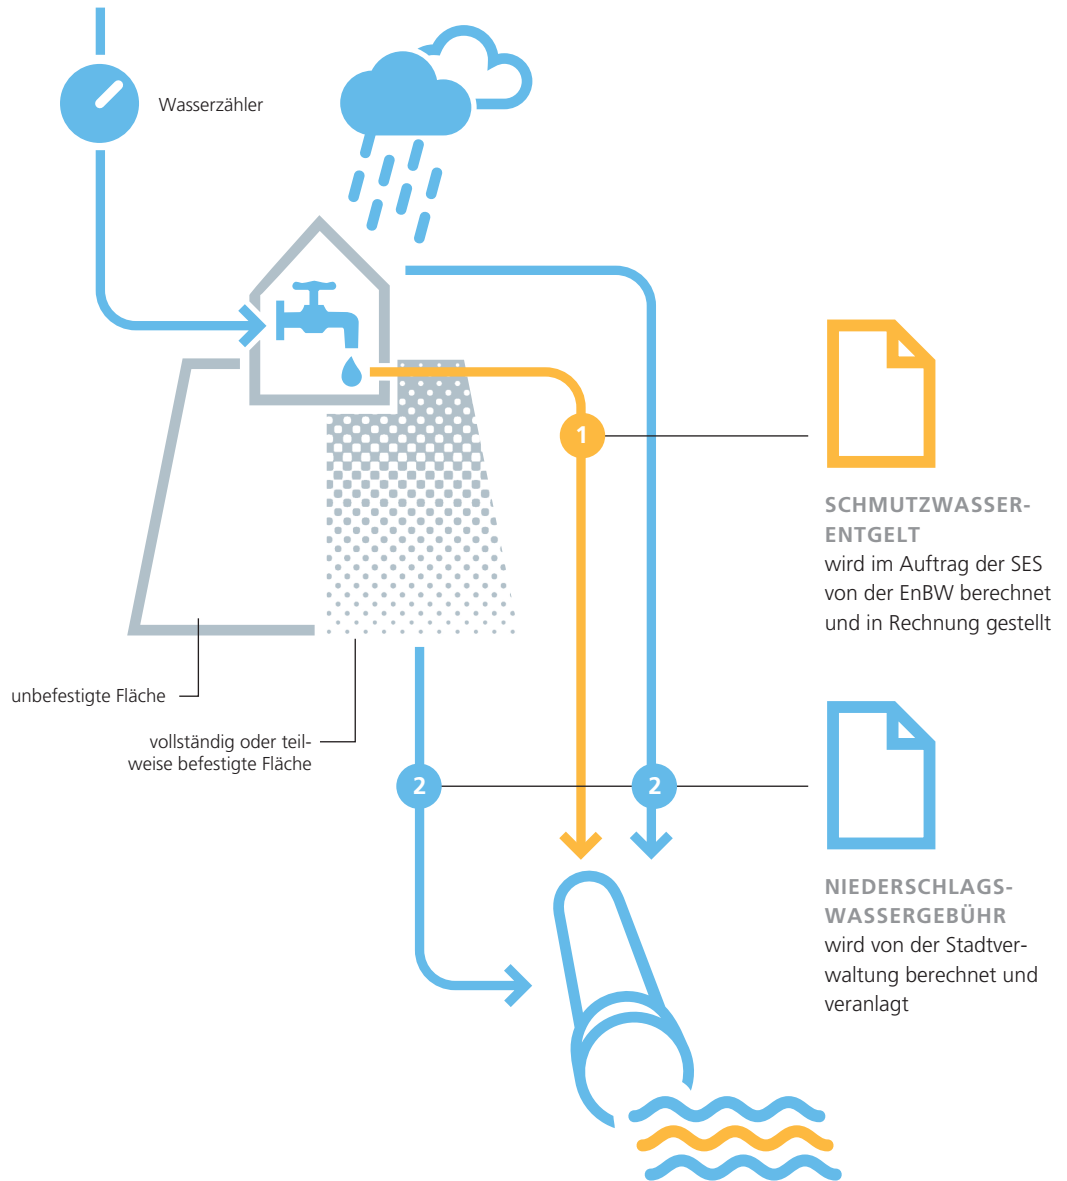 Wasserzähler
1
SCHMUTZWASSER-
ENTGELT
wird im Auftrag der SES
von der EnBW berechnet
und in Rechnung gestellt
unbefestigte Fläche
vollständig oder teil-
weise befestigte Fläche
2
2
NIEDERSCHLAGS-
WASSERGEBÜHR
wird von der Stadtver-
waltung berechnet und
veranlagt